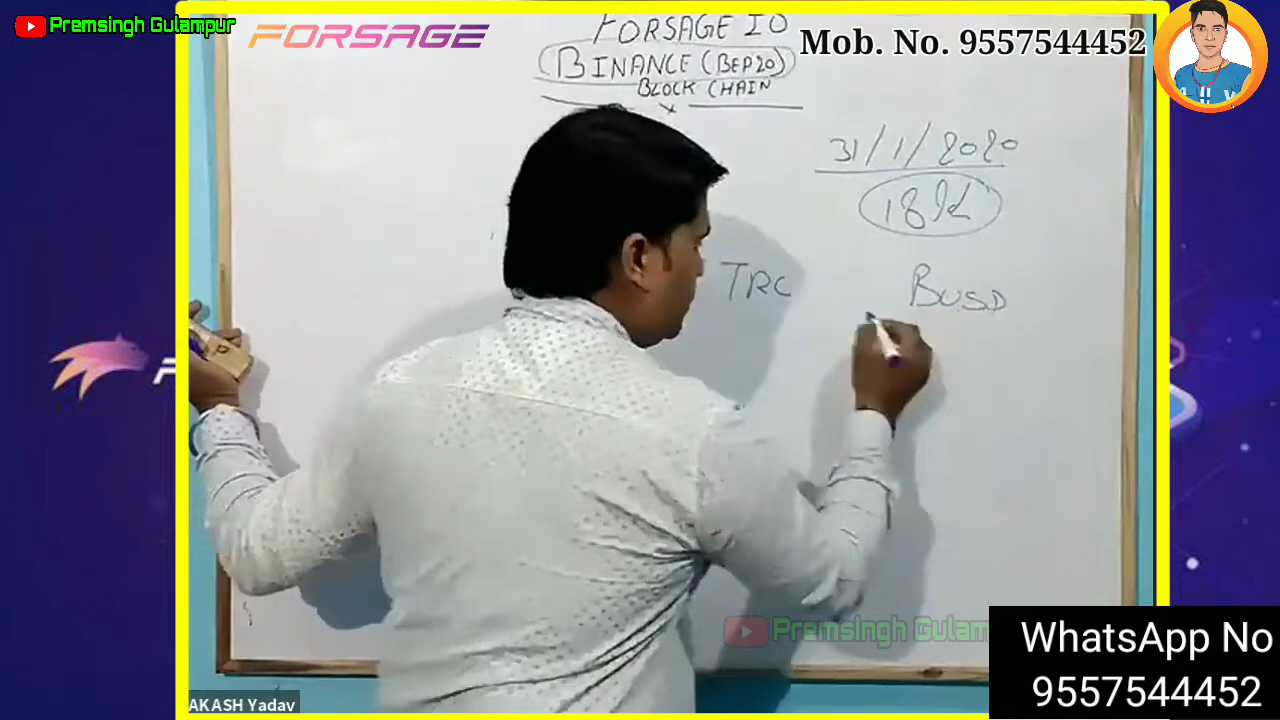 Premsingh Gulampur
FORSAGE
Mob. No. 9557544452
FORSAGE IO
BINANCE (BEP20)
BLOCK CHAIN
31/1/2020
TRC
BUSD
Premsingh Gulam
WhatsApp No
9557544452
AKASH Yadav